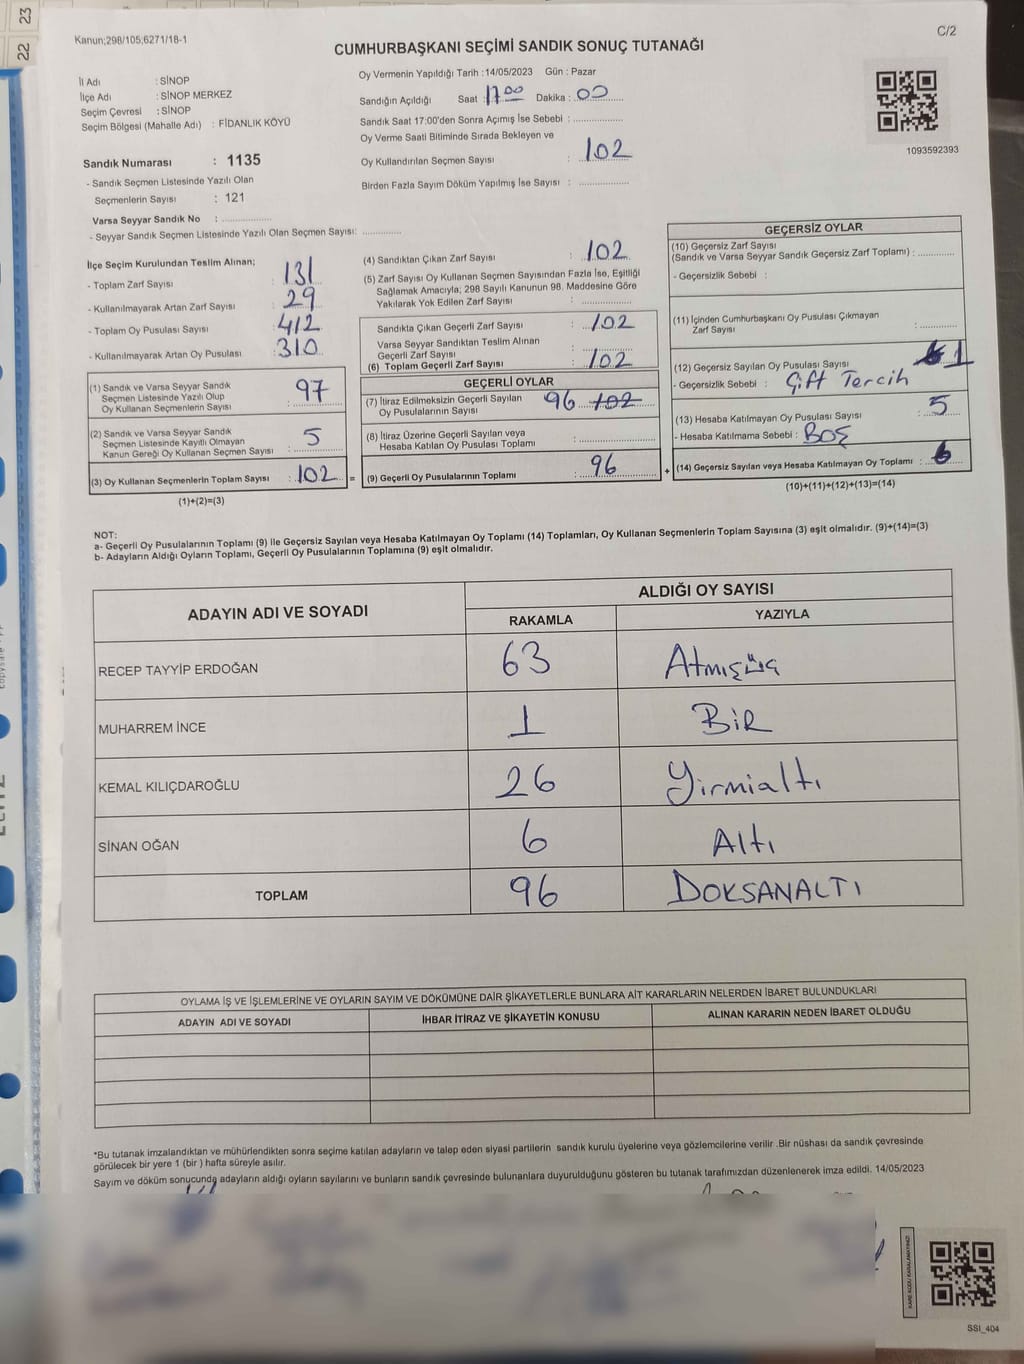 22 23
Kanun;298/105;6271/18-1
C/2
CUMHURBAŞKANI SEÇİMİ SANDIK SONUÇ TUTANAĞI
İl Adı : SİNOP
İlçe Adı : SİNOP MERKEZ
Seçim Çevresi : SİNOP
Seçim Bölgesi (Mahalle Adı) : FİDANLIK KÖYÜ
Sandık Numarası : 1135
- Sandık Seçmen Listesinde Yazılı Olan
Seçmenlerin Sayısı : 121
Varsa Seyyar Sandık No : ..................
- Seyyar Sandık Seçmen Listesinde Yazılı Olan Seçmen Sayısı: .............
Oy Vermenin Yapıldığı Tarih :14/05/2023 Gün : Pazar
Sandığın Açıldığı Saat : 17 00 Dakika : 00
Sandık Saat 17:00'den Sonra Açımış İse Sebebi : ..................
Oy Verme Saati Bitiminde Sırada Bekleyen ve
Oy Kullandırılan Seçmen Sayısı : 102
Birden Fazla Sayım Döküm Yapılmış İse Sayısı : ..................
1093592393
İlçe Seçim Kurulundan Teslim Alınan;
- Toplam Zarf Sayısı : 131
- Kullanılmayarak Artan Zarf Sayısı : 29
- Toplam Oy Pusulası Sayısı : 412
- Kullanılmayarak Artan Oy Pusulası : 310
(1) Sandık ve Varsa Seyyar Sandık
Seçmen Listesinde Yazılı Olup
Oy Kullanan Seçmenlerin Sayısı : 97
(2) Sandık ve Varsa Seyyar Sandık
Seçmen Listesinde Kayıtlı Olmayan
Kanun Gereği Oy Kullanan Seçmen Sayısı : 5
(3) Oy Kullanan Seçmenlerin Toplam Sayısı : 102 =
(1)+(2)=(3)
(4) Sandıktan Çıkan Zarf Sayısı : 102
(5) Zarf Sayısı Oy Kullanan Seçmen Sayısından Fazla İse, Eşitliği
Sağlamak Amacıyla; 298 Sayılı Kanunun 98. Maddesine Göre
Yakılarak Yok Edilen Zarf Sayısı : ..................
Sandıkta Çıkan Geçerli Zarf Sayısı : 102
Varsa Seyyar Sandıktan Teslim Alınan
Geçerli Zarf Sayısı : ..................
(6) Toplam Geçerli Zarf Sayısı : 102
GEÇERLİ OYLAR
(7) İtiraz Edilmeksizin Geçerli Sayılan
Oy Pusulalarının Sayısı : 96 102
(8) İtiraz Üzerine Geçerli Sayılan veya
Hesaba Katılan Oy Pusulası Toplamı : ..................
(9) Geçerli Oy Pusulalarının Toplamı : 96 +
GEÇERSİZ OYLAR
(10) Geçersiz Zarf Sayısı
(Sandık ve Varsa Seyyar Sandık Geçersiz Zarf Toplamı) : .............
- Geçersizlik Sebebi :
(11) İçinden Cumhurbaşkanı Oy Pusulası Çıkmayan
Zarf Sayısı : .............
(12) Geçersiz Sayılan Oy Pusulası Sayısı : 1
- Geçersizlik Sebebi : Çift Tercih
(13) Hesaba Katılmayan Oy Pusulası Sayısı : 5
- Hesaba Katılmama Sebebi : BOŞ
(14) Geçersiz Sayılan veya Hesaba Katılmayan Oy Toplamı : 6
(10)+(11)+(12)+(13)=(14)
NOT:
a- Geçerli Oy Pusulalarının Toplamı (9) ile Geçersiz Sayılan veya Hesaba Katılmayan Oy Toplamı (14) Toplamları, Oy Kullanan Seçmenlerin Toplam Sayısına (3) eşit olmalıdır. (9)+(14)=(3)
b- Adayların Aldığı Oyların Toplamı, Geçerli Oy Pusulalarının Toplamına (9) eşit olmalıdır.
ADAYIN ADI VE SOYADI ALDIĞI OY SAYISI
RAKAMLA YAZIYLA
RECEP TAYYİP ERDOĞAN 63 Atmışüç
MUHARREM İNCE 1 BİR
KEMAL KILIÇDAROĞLU 26 Yirmialtı
SİNAN OĞAN 6 Altı
TOPLAM 96 DOKSANALTI
OYLAMA İŞ VE İŞLEMLERİNE VE OYLARIN SAYIM VE DÖKÜMÜNE DAİR ŞİKAYETLERLE BUNLARA AİT KARARLARIN NELERDEN İBARET BULUNDUKLARI
ADAYIN ADI VE SOYADI İHBAR İTİRAZ VE ŞİKAYETİN KONUSU ALINAN KARARIN NEDEN İBARET OLDUĞU
*Bu tutanak imzalandıktan ve mühürlendikten sonra seçime katılan adayların ve talep eden siyasi partilerin sandık kurulu üyelerine veya gözlemcilerine verilir .Bir nüshası da sandık çevresinde
görülecek bir yere 1 (bir ) hafta süreyle asılır.
Sayım ve döküm sonucunda adayların aldığı oyların sayılarını ve bunların sandık çevresinde bulunanlara duyurulduğunu gösteren bu tutanak tarafımızdan düzenlenerek imza edildi. 14/05/2023
KARE KODU KARALAMAYINIZ!
SSI_404